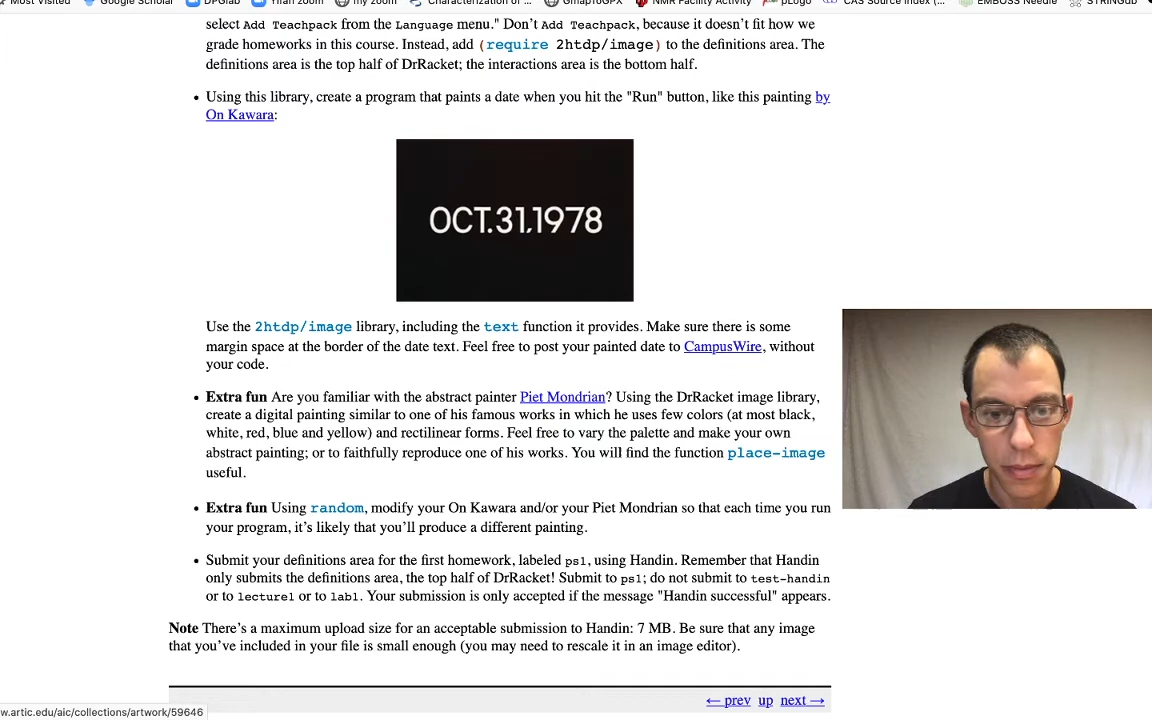 Most Visited Google Scholar DPGlab Yihan zoom my zoom Characterization of ... GmapToGPX NMR Facility Activity pLogo CAS Source Index (... EMBOSS Needle STRINGdb
select Add Teachpack from the Language menu." Don't Add Teachpack, because it doesn't fit how we
grade homeworks in this course. Instead, add (require 2htdp/image) to the definitions area. The
definitions area is the top half of DrRacket; the interactions area is the bottom half.
• Using this library, create a program that paints a date when you hit the "Run" button, like this painting by
On Kawara:
OCT.31,1978
Use the 2htdp/image library, including the text function it provides. Make sure there is some
margin space at the border of the date text. Feel free to post your painted date to CampusWire, without
your code.
• Extra fun Are you familiar with the abstract painter Piet Mondrian? Using the DrRacket image library,
create a digital painting similar to one of his famous works in which he uses few colors (at most black,
white, red, blue and yellow) and rectilinear forms. Feel free to vary the palette and make your own
abstract painting; or to faithfully reproduce one of his works. You will find the function place-image
useful.
• Extra fun Using random, modify your On Kawara and/or your Piet Mondrian so that each time you run
your program, it's likely that you'll produce a different painting.
• Submit your definitions area for the first homework, labeled ps1, using Handin. Remember that Handin
only submits the definitions area, the top half of DrRacket! Submit to ps1; do not submit to test-handin
or to lecture1 or to lab1. Your submission is only accepted if the message "Handin successful" appears.
Note There's a maximum upload size for an acceptable submission to Handin: 7 MB. Be sure that any image
that you've included in your file is small enough (you may need to rescale it in an image editor).
← prev up next →
w.artic.edu/aic/collections/artwork/59646